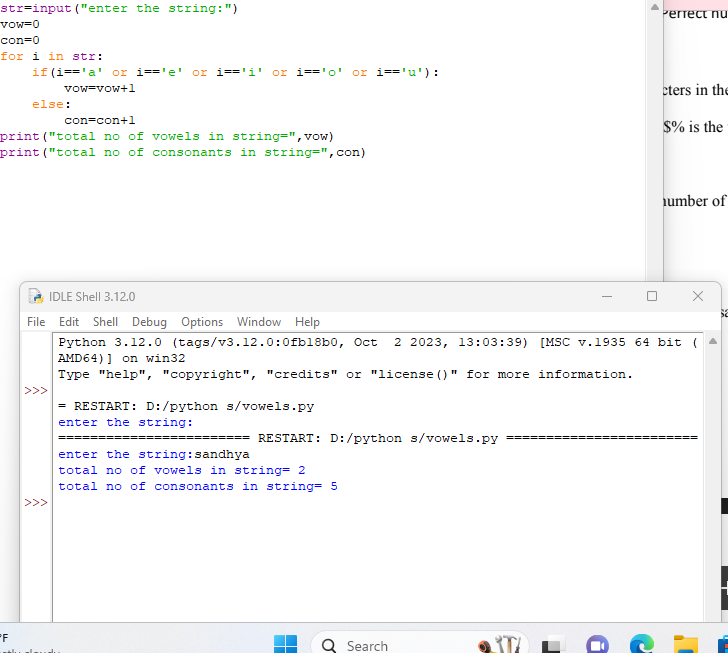 str=input("enter the string:")
vow=0
con=0
for i in str:
    if(i=='a' or i=='e' or i=='i' or i=='o' or i=='u'):
        vow=vow+1
    else:
        con=con+1
print("total no of vowels in string=",vow)
print("total no of consonants in string=",con)
Perfect nu
cters in the
$% is the
number of
IDLE Shell 3.12.0
File Edit Shell Debug Options Window Help
Python 3.12.0 (tags/v3.12.0:0fb18b0, Oct  2 2023, 13:03:39) [MSC v.1935 64 bit (
AMD64)] on win32
Type "help", "copyright", "credits" or "license()" for more information.
>>>
= RESTART: D:/python s/vowels.py
enter the string:
======================== RESTART: D:/python s/vowels.py ========================
enter the string:sandhya
total no of vowels in string= 2
total no of consonants in string= 5
>>>
°F
Search